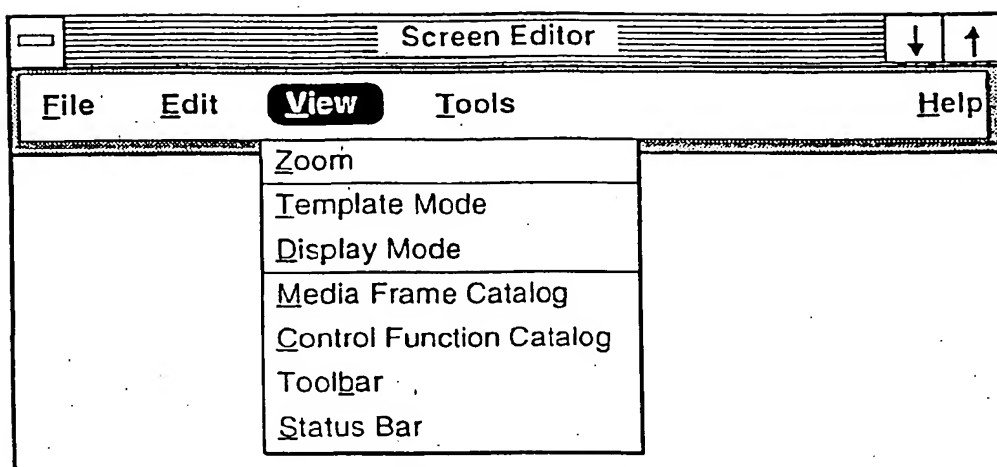 Screen Editor
File Edit View Tools Help
Zoom
Template Mode
Display Mode
Media Frame Catalog
Control Function Catalog
Toolbar
Status Bar